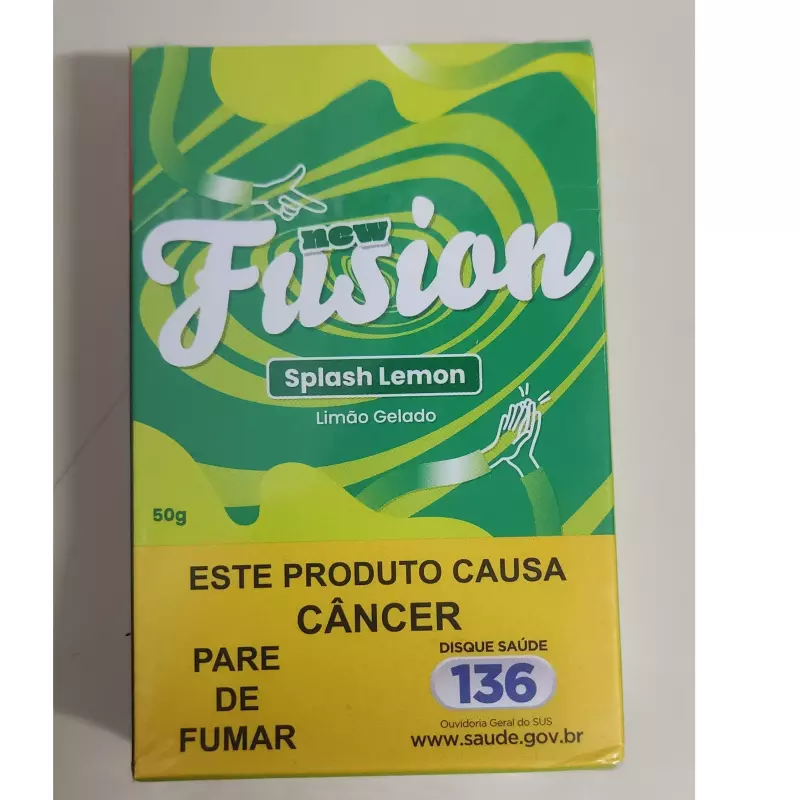 new
Fusion
Splash Lemon
Limão Gelado
50g
ESTE PRODUTO CAUSA
CÂNCER
PARE
DE
FUMAR
DISQUE SAÚDE
136
Ouvidoria Geral do SUS
www.saude.gov.br